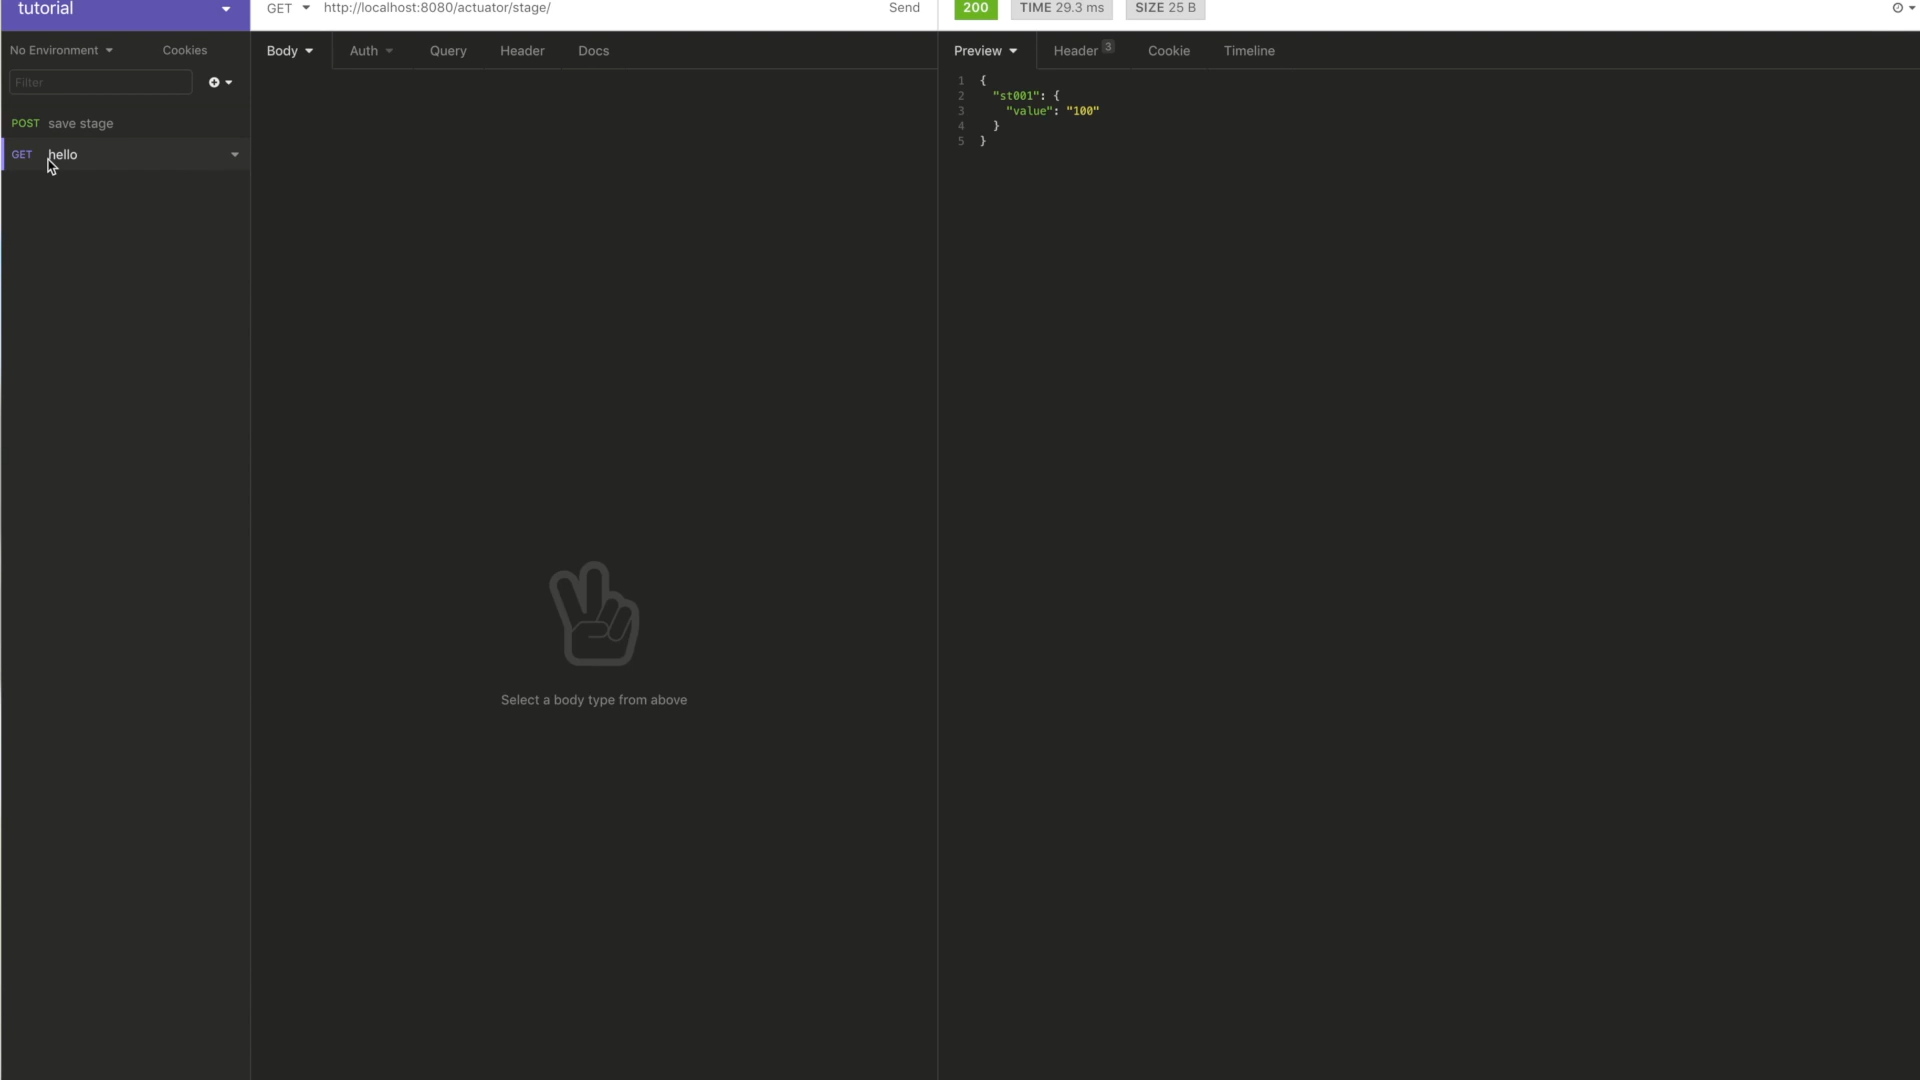 tutorial
GET http://localhost:8080/actuator/stage/ Send
200 TIME 29.3 ms SIZE 25 B
No Environment Cookies
Filter
POST save stage
GET hello
Body Auth Query Header Docs
Select a body type from above
Preview Header 3 Cookie Timeline
1 {
2 "st001": {
3 "value": "100"
4 }
5 }